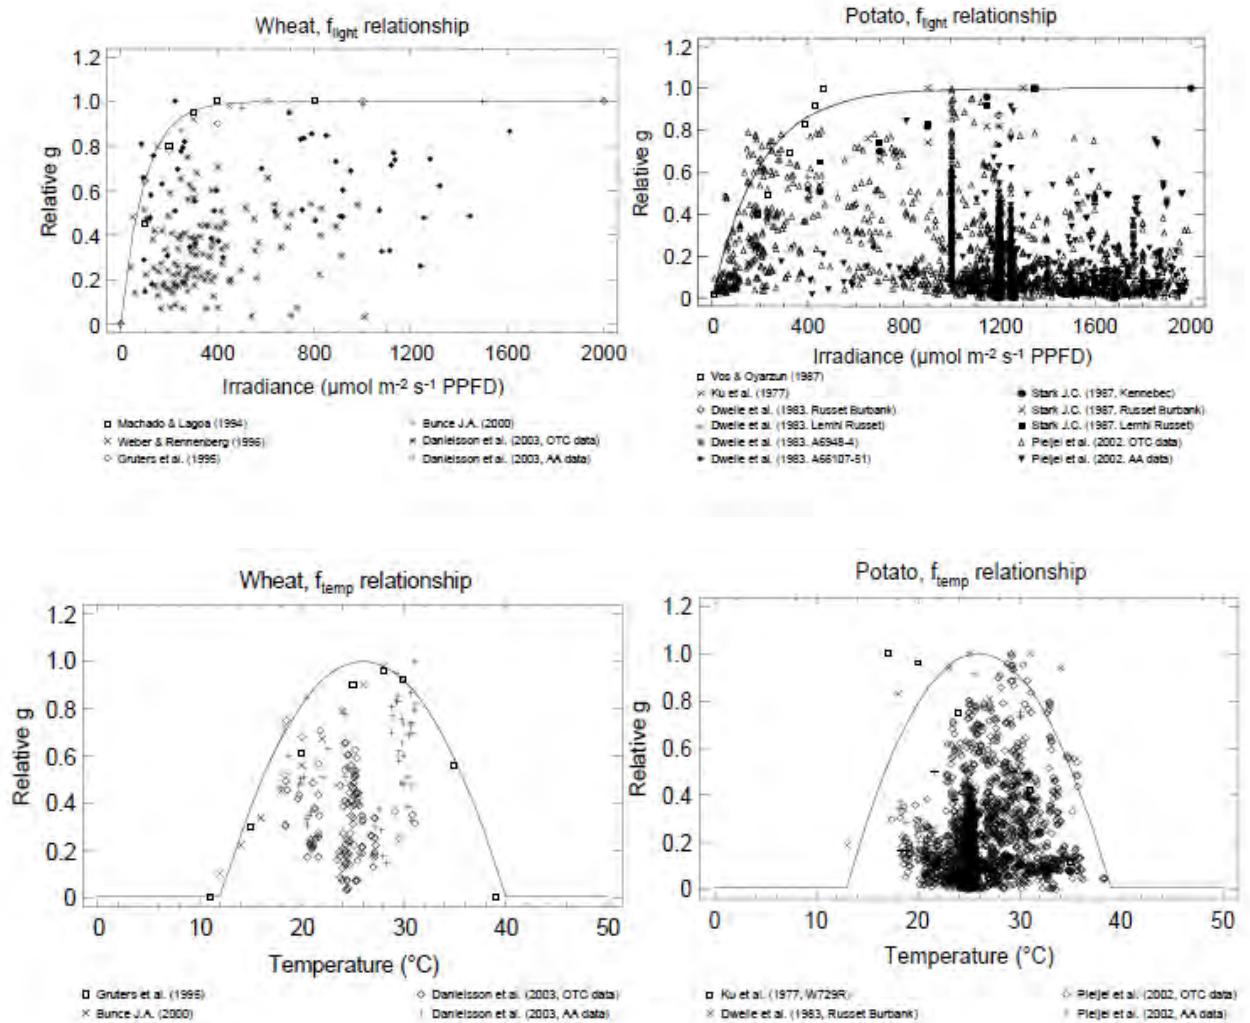 Wheat, flight relationship
Relative g
1.2
1.0
0.8
0.6
0.4
0.2
0
0 400 800 1200 1600 2000
Irradiance (µmol m⁻² s⁻¹ PPFD)
Machado & Lagoa (1994)
Weber & Rennenberg (1996)
Gruters et al. (1995)
Bunce J.A. (2000)
Danielsson et al. (2003, OTC data)
Danielsson et al. (2003, AA data)
Potato, flight relationship
Relative g
1.2
1.0
0.8
0.6
0.4
0.2
0
0 400 800 1200 1600 2000
Irradiance (µmol m⁻² s⁻¹ PPFD)
Vos & Oyarzun (1987)
Ku et al. (1977)
Dwelle et al. (1983, Russet Burbank)
Dwelle et al. (1983, Lemhi Russet)
Dwelle et al. (1983, A6948-4)
Dwelle et al. (1983, A66107-51)
Stark J.C. (1987, Kennebec)
Stark J.C. (1987, Russet Burbank)
Stark J.C. (1987, Lemhi Russet)
Pleijel et al. 2002, OTC data)
Pleijel et al. 2002, AA data)
Wheat, ftemp relationship
Relative g
1.2
1.0
0.8
0.6
0.4
0.2
0
0 10 20 30 40 50
Temperature (°C)
Gruters et al. (1995)
Bunce J.A. (2000)
Danielsson et al. (2003, OTC data)
Danielsson et al. (2003, AA data)
Potato, ftemp relationship
Relative g
1.2
1.0
0.8
0.6
0.4
0.2
0
0 10 20 30 40 50
Temperature (°C)
Ku et al. (1977, W729R)
Dwelle et al. (1983, Russet Burbank)
Pleijel et al. (2002, OTC data)
Pleijel et al. (2002, AA data)